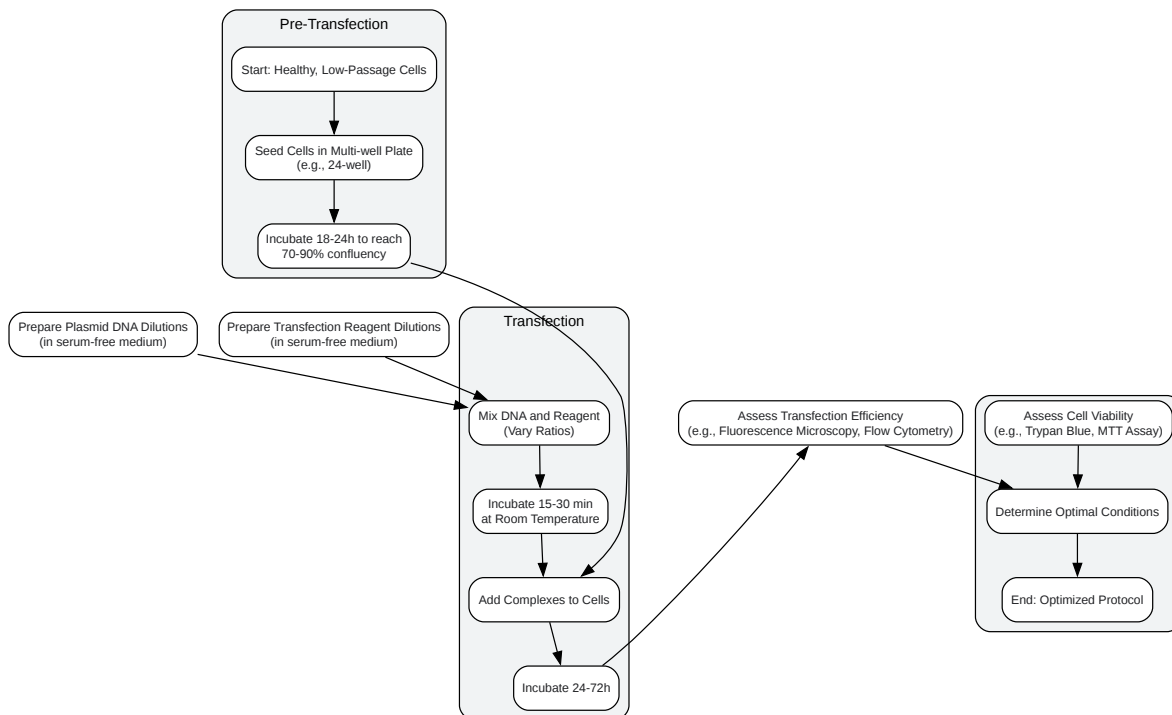 Pre-Transfection
Start: Healthy, Low-Passage Cells
Seed Cells in Multi-well Plate
(e.g., 24-well)
Incubate 18-24h to reach
70-90% confluency
Prepare Plasmid DNA Dilutions
(in serum-free medium)
Prepare Transfection Reagent Dilutions
(in serum-free medium)
Transfection
Mix DNA and Reagent
(Vary Ratios)
Incubate 15-30 min
at Room Temperature
Add Complexes to Cells
Incubate 24-72h
Assess Transfection Efficiency
(e.g., Fluorescence Microscopy, Flow Cytometry)
Assess Cell Viability
(e.g., Trypan Blue, MTT Assay)
Determine Optimal Conditions
End: Optimized Protocol